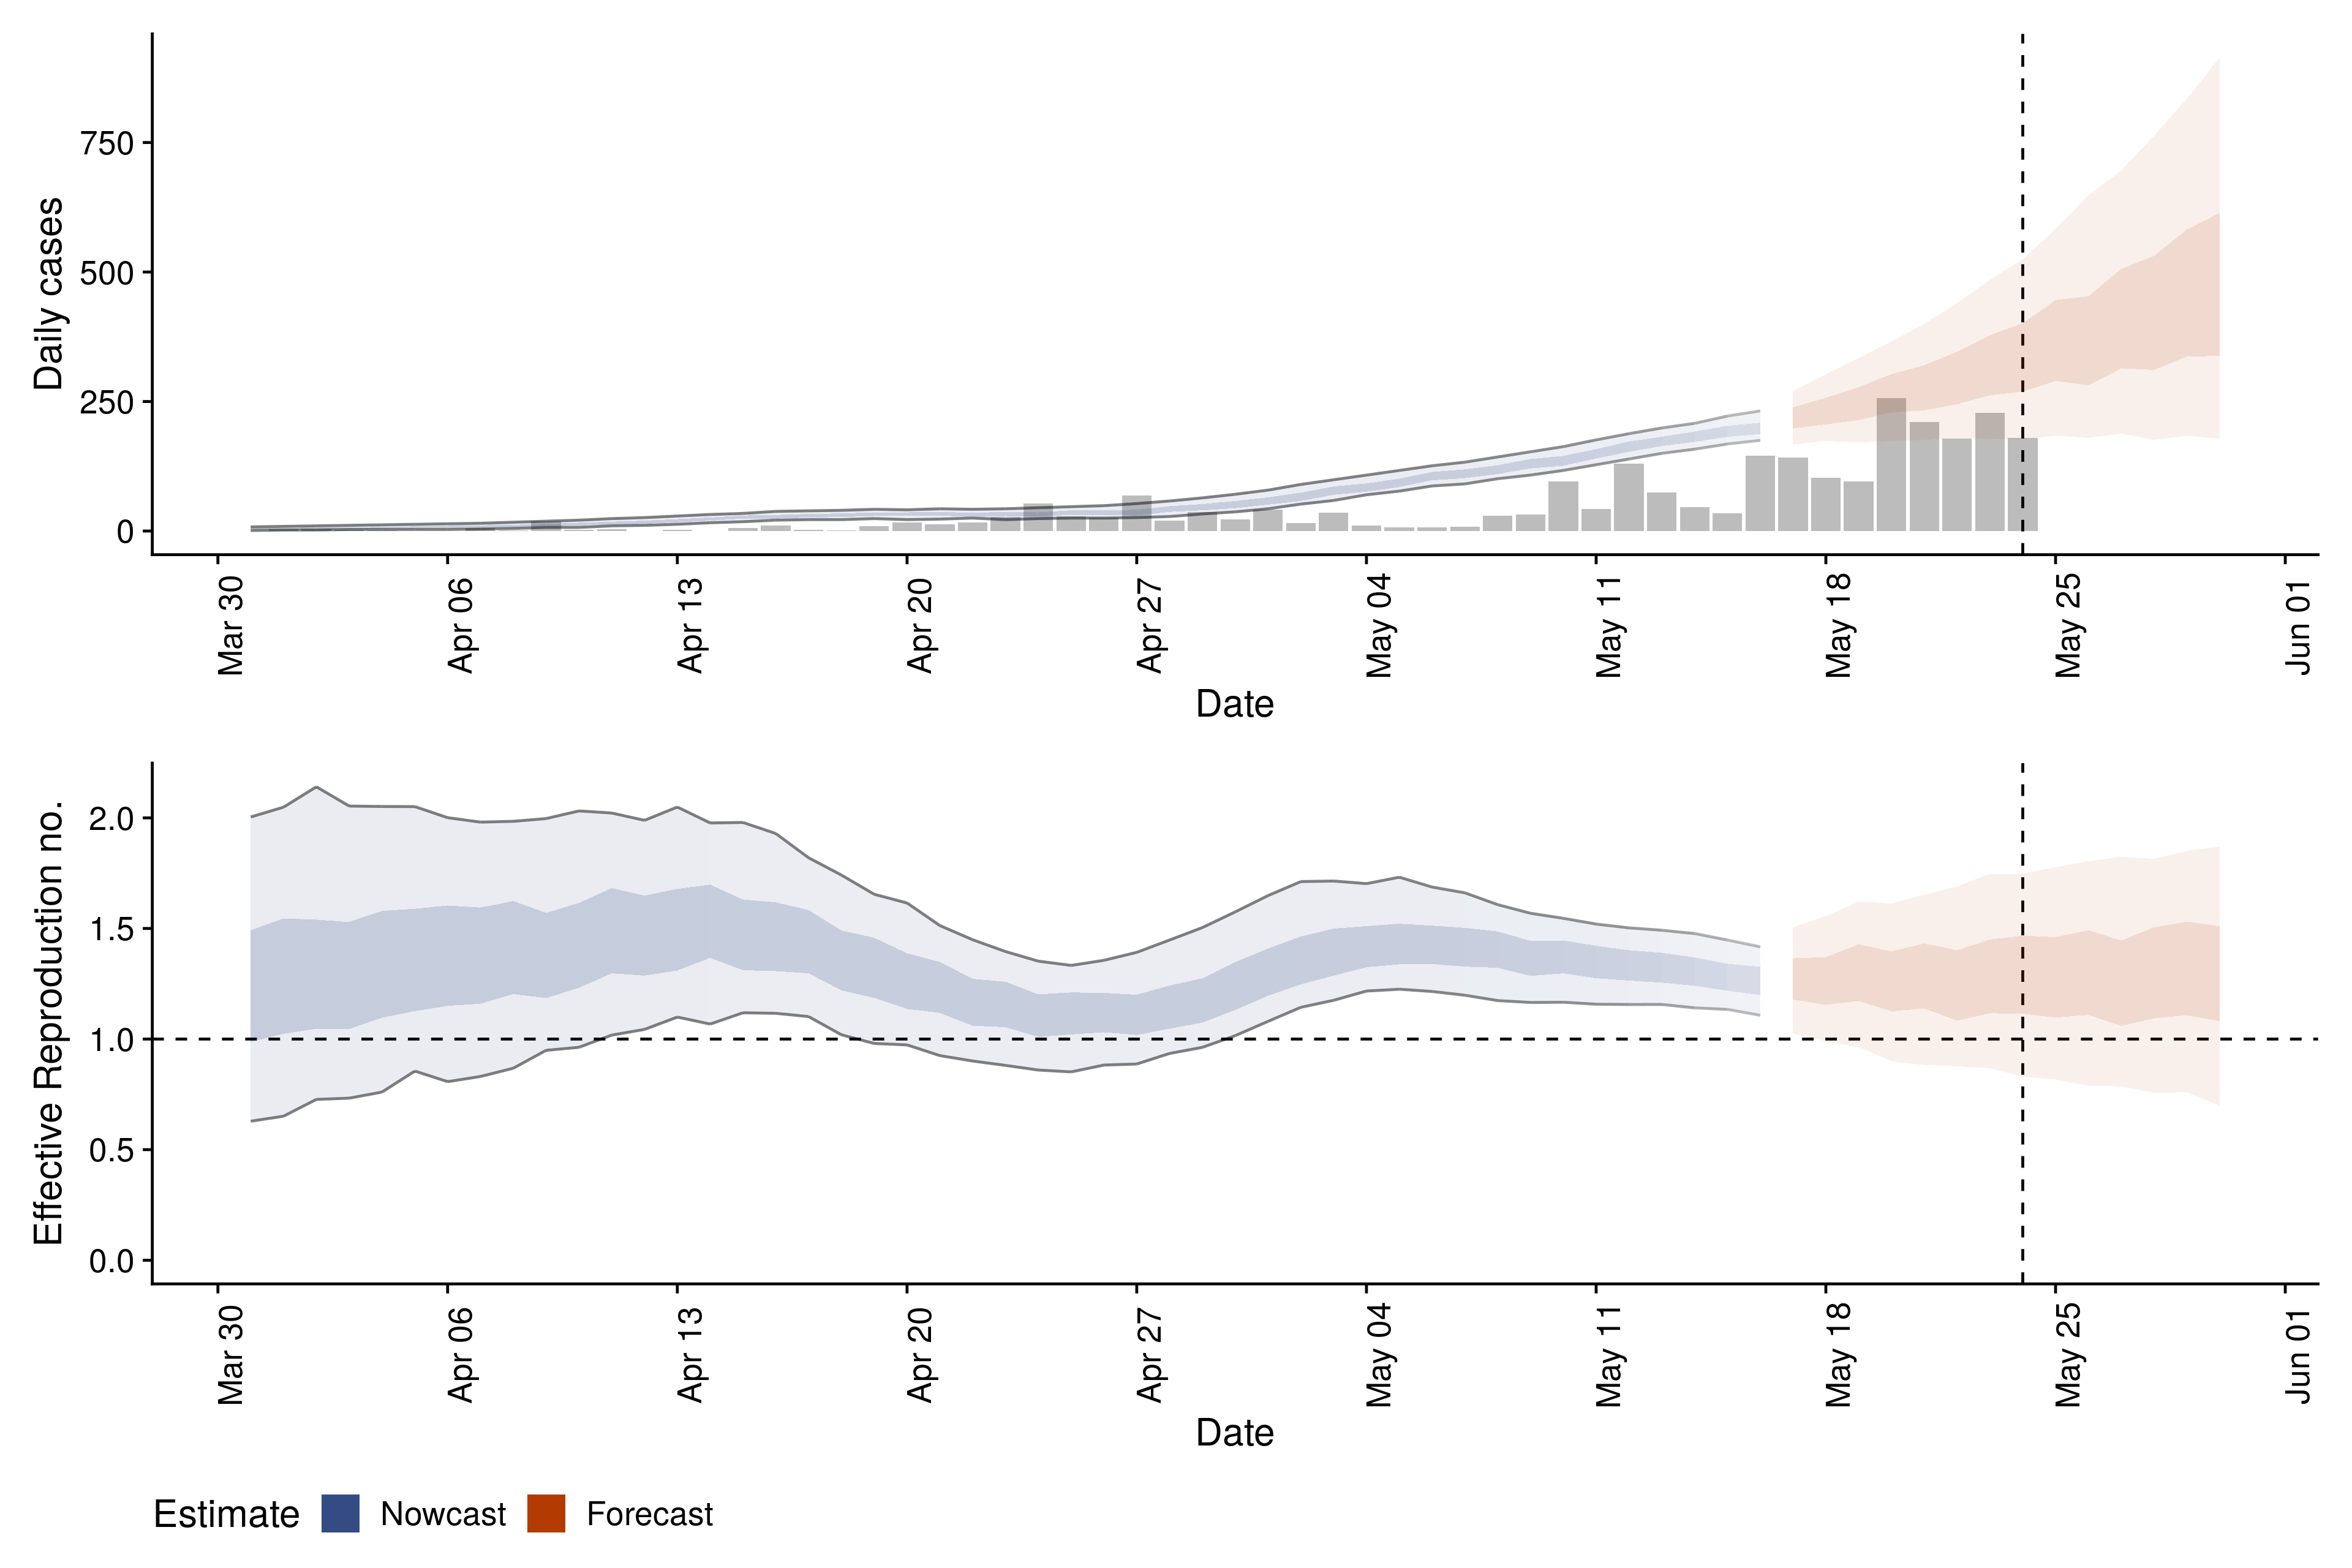 Daily cases
750
500
250
0
Mar 30
Apr 06
Apr 13
Apr 20
Apr 27
May 04
May 11
May 18
May 25
Jun 01
Date
Effective Reproduction no.
2.0
1.5
1.0
0.5
0.0
Mar 30
Apr 06
Apr 13
Apr 20
Apr 27
May 04
May 11
May 18
May 25
Jun 01
Date
Estimate Nowcast Forecast